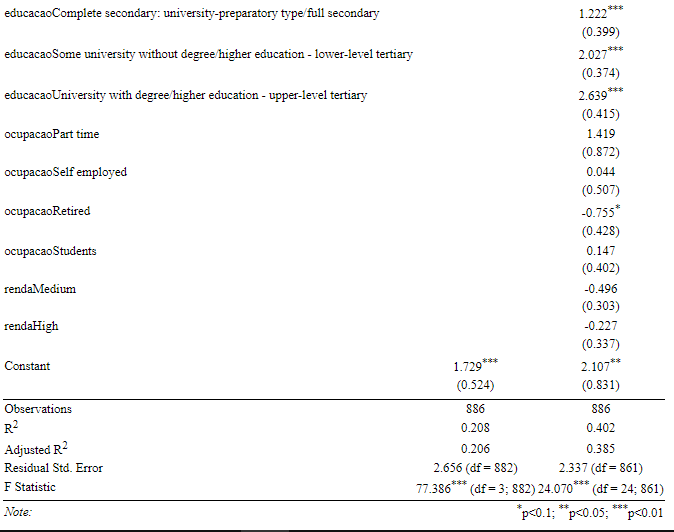 educacaoComplete secondary: university-preparatory type/full secondary 1.222***
(0.399)
educacaoSome university without degree/higher education - lower-level tertiary 2.027***
(0.374)
educacaoUniversity with degree/higher education - upper-level tertiary 2.639***
(0.415)
ocupacaoPart time 1.419
(0.872)
ocupacaoSelf employed 0.044
(0.507)
ocupacaoRetired -0.755*
(0.428)
ocupacaoStudents 0.147
(0.402)
rendaMedium -0.496
(0.303)
rendaHigh -0.227
(0.337)
Constant 1.729*** 2.107**
(0.524) (0.831)
Observations 886 886
R2 0.208 0.402
Adjusted R2 0.206 0.385
Residual Std. Error 2.656 (df = 882) 2.337 (df = 861)
F Statistic 77.386*** (df = 3; 882) 24.070*** (df = 24; 861)
Note: *p<0.1; **p<0.05; ***p<0.01